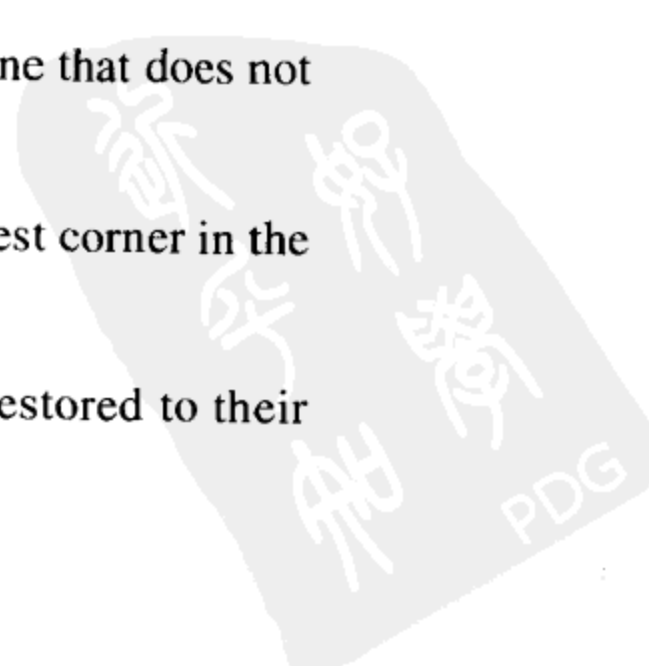 ne that does not
est corner in the
estored to their
PDG